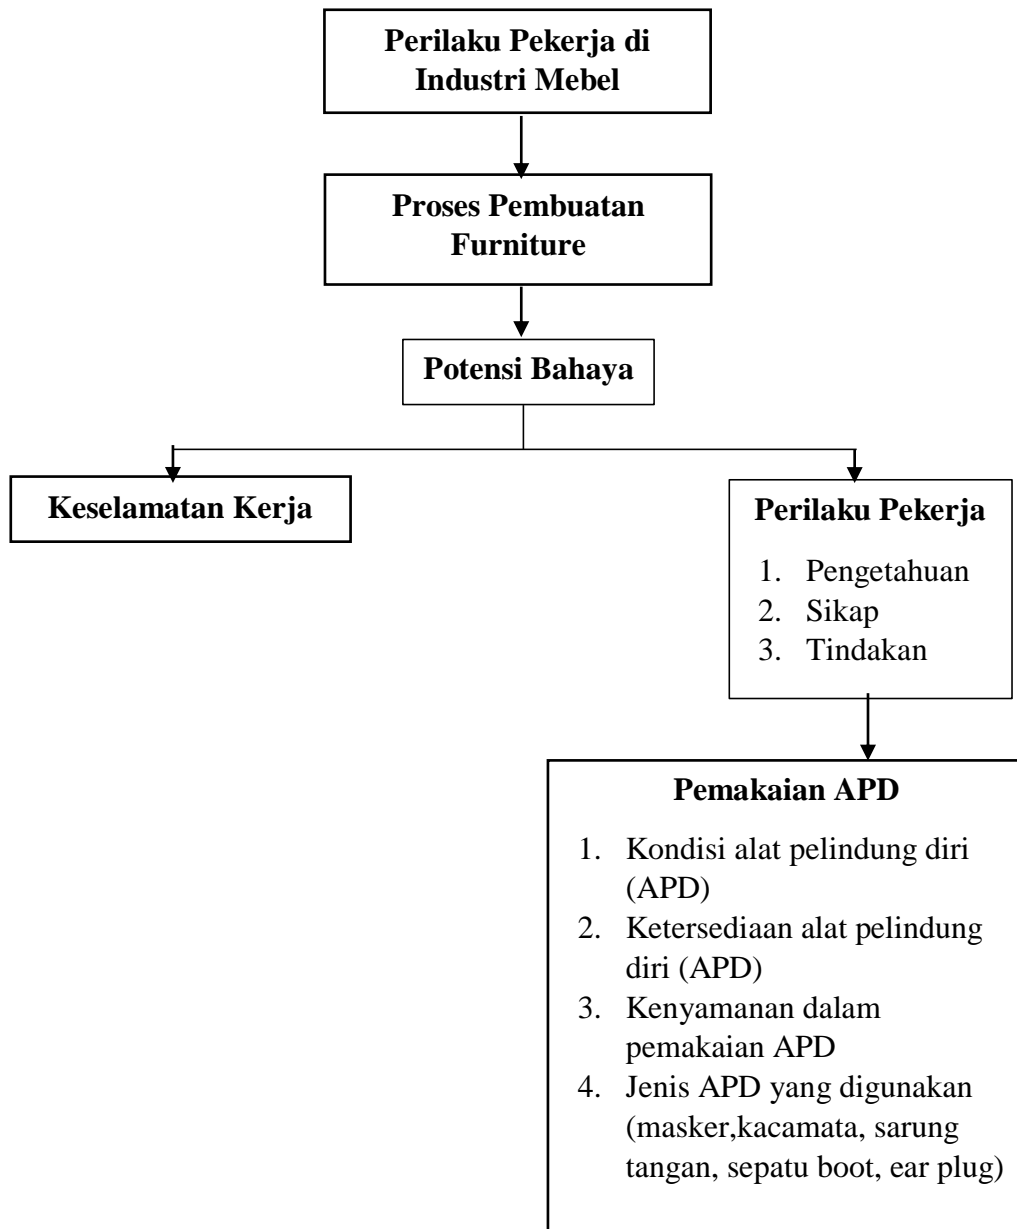 Perilaku Pekerja di
Industri Mebel
Proses Pembuatan
Furniture
Potensi Bahaya
Keselamatan Kerja
Perilaku Pekerja
1. Pengetahuan
2. Sikap
3. Tindakan
Pemakaian APD
1. Kondisi alat pelindung diri
(APD)
2. Ketersediaan alat pelindung
diri (APD)
3. Kenyamanan dalam
pemakaian APD
4. Jenis APD yang digunakan
(masker,kacamata, sarung
tangan, sepatu boot, ear plug)